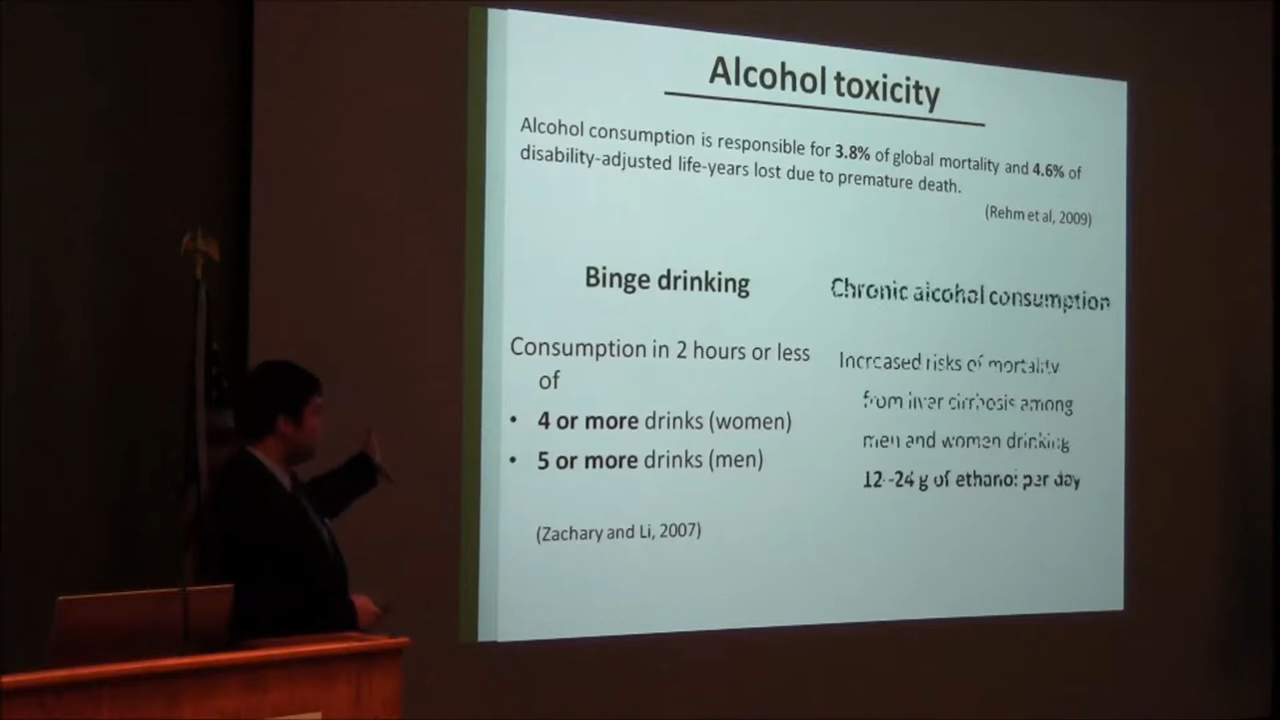 Alcohol toxicity
Alcohol consumption is responsible for 3.8% of global mortality and 4.6% of
disability-adjusted life-years lost due to premature death.
(Rehm et al, 2009)
Binge drinking
Consumption in 2 hours or less
of
• 4 or more drinks (women)
• 5 or more drinks (men)
(Zachary and Li, 2007)
Chronic alcohol consumption
Increased risks of mortality
from liver cirrhosis among
men and women drinking
12-24 g of ethanol per day